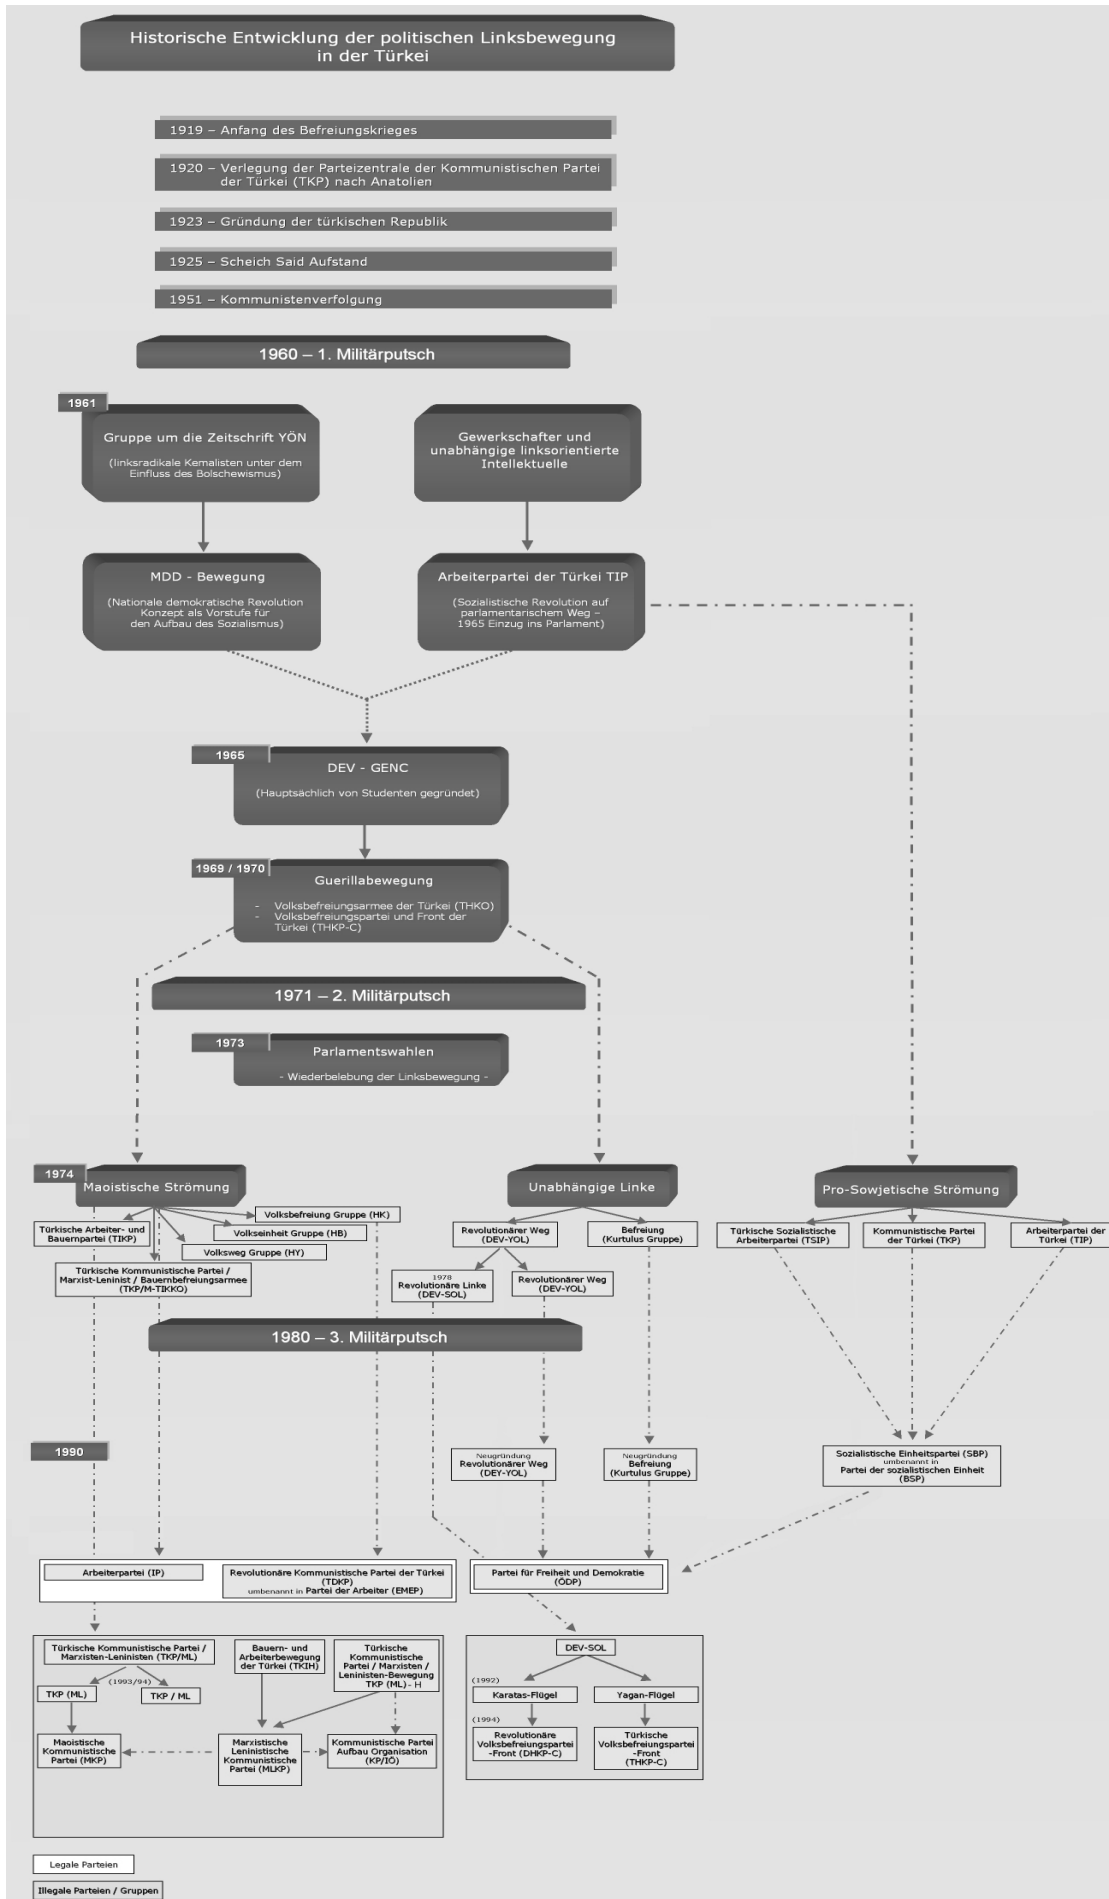 Historische Entwicklung der politischen Linksbewegung
in der Türkei
1919 – Anfang des Befreiungskrieges
1920 – Verlegung der Parteizentrale der Kommunistischen Partei
der Türkei (TKP) nach Anatolien
1923 – Gründung der türkischen Republik
1925 – Scheich Said Aufstand
1951 – Kommunistenverfolgung
1960 – 1. Militärputsch
1961
Gruppe um die Zeitschrift YÖN
(linksradikale Kemalisten unter dem
Einfluss des Bolschewismus)
Gewerkschafter und
unabhängige linksorientierte
Intellektuelle
MDD - Bewegung
(Nationale demokratische Revolution
Konzept als Vorstufe für
den Aufbau des Sozialismus)
Arbeiterpartei der Türkei TIP
(Sozialistische Revolution auf
parlamentarischem Weg –
1965 Einzug ins Parlament)
1965
DEV - GENC
(Hauptsächlich von Studenten gegründet)
1969 / 1970
Guerillabewegung
- Volksbefreiungsarmee der Türkei (THKO)
- Volksbefreiungspartei und Front der
Türkei (THKP-C)
1971 – 2. Militärputsch
1973
Parlamentswahlen
- Wiederbelebung der Linksbewegung -
1974
Maoistische Strömung
Unabhängige Linke
Pro-Sowjetische Strömung
Volksbefreiung Gruppe (HK)
Türkische Arbeiter- und
Bauernpartei (TIKP)
Volkseinheit Gruppe (HB)
Volksweg Gruppe (HY)
Türkische Kommunistische Partei /
Marxist-Leninist / Bauernbefreiungsarmee
(TKP/M-TIKKO)
Revolutionärer Weg
(DEV-YOL)
Befreiung
(Kurtulus Gruppe)
1978
Revolutionäre Linke
(DEV-SOL)
Revolutionärer Weg
(DEV-YOL)
Türkische Sozialistische
Arbeiterpartei (TSIP)
Kommunistische Partei
der Türkei (TKP)
Arbeiterpartei der
Türkei (TIP)
1980 – 3. Militärputsch
1990
Neugründung
Revolutionärer Weg
(DEY-YOL)
Neugründung
Befreiung
(Kurtulus Gruppe)
Sozialistische Einheitspartei (SBP)
umbenannt in
Partei der sozialistischen Einheit
(BSP)
Arbeiterpartei (IP)
Revolutionäre Kommunistische Partei der Türkei
(TDKP)
umbenannt in Partei der Arbeiter (EMEP)
Partei für Freiheit und Demokratie
(ÖDP)
Türkische Kommunistische Partei /
Marxisten-Leninisten (TKP/ML)
(1993/94)
TKP (ML)
TKP / ML
Bauern- und
Arbeiterbewegung
der Türkei (TKIH)
Türkische
Kommunistische
Partei / Marxisten /
Leninisten-Bewegung
TKP (ML) - H
Maoistische
Kommunistische
Partei (MKP)
Marxistische
Leninistische
Kommunistische
Partei (MLKP)
Kommunistische Partei
Aufbau Organisation
(KP/IÖ)
DEV-SOL
(1992)
Karatas-Flügel
Yagan-Flügel
(1994)
Revolutionäre
Volksbefreiungspartei
-Front (DHKP-C)
Türkische
Volksbefreiungspartei
-Front
(THKP-C)
Legale Parteien
Illegale Parteien / Gruppen